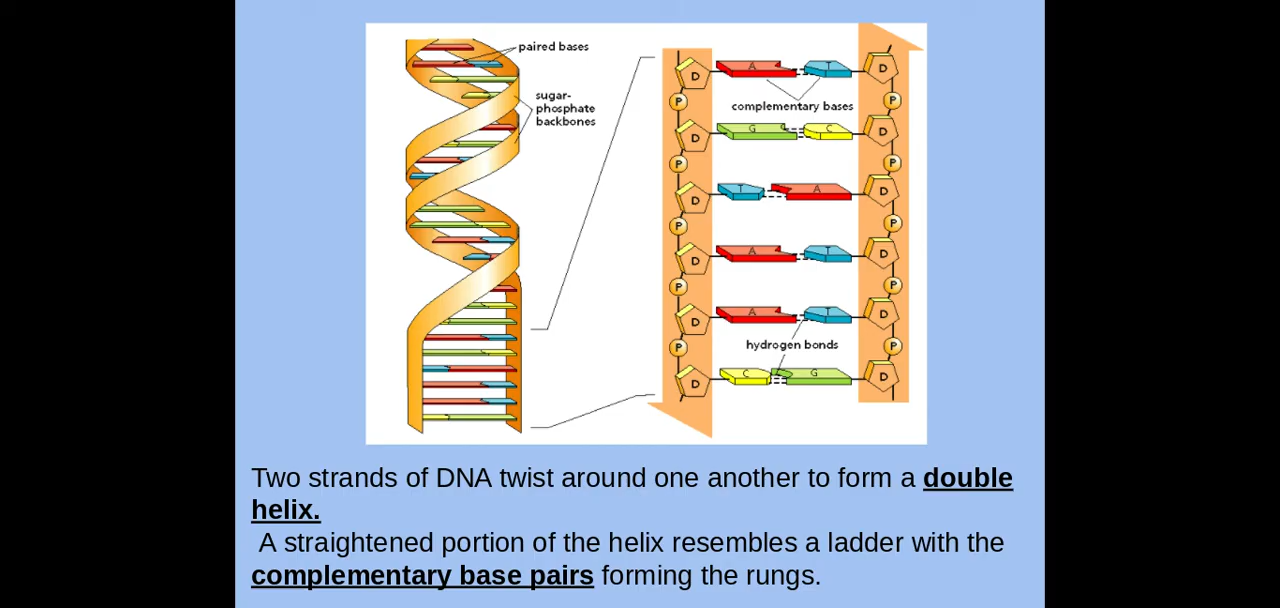 paired bases
sugar-
phosphate
backbones
D A T D
complementary bases
P P
D G C D
P P
D T A D
P P
D A T D
P P
D A T D
hydrogen bonds
P P
D C G D
Two strands of DNA twist around one another to form a double
helix.
A straightened portion of the helix resembles a ladder with the
complementary base pairs forming the rungs.